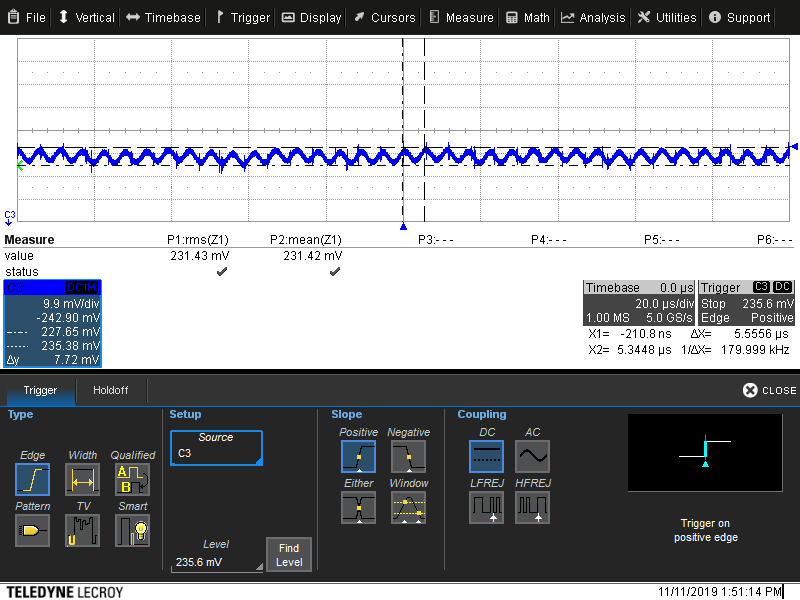 File Vertical Timebase Trigger Display Cursors Measure Math Analysis Utilities Support
C3
Measure P1:rms(Z1) P2:mean(Z1) P3:- - - P4:- - - P5:- - - P6:- - -
value 231.43 mV 231.42 mV
status
C3 DC1M
9.9 mV/div
-242.90 mV
227.65 mV
235.38 mV
Δy 7.72 mV
Timebase 0.0 µs Trigger C3 DC
20.0 µs/div Stop 235.6 mV
1.00 MS 5.0 GS/s Edge Positive
X1= -210.8 ns ΔX= 5.5556 µs
X2= 5.3448 µs 1/ΔX= 179.999 kHz
Trigger Holdoff CLOSE
Type Setup Slope Coupling
Source Positive Negative DC AC
C3
Edge Width Qualified
A
B
Either Window LFREJ HFREJ
Pattern TV Smart
U
Level
235.6 mV
Find
Level
Trigger on
positive edge
TELEDYNE LECROY 11/11/2019 1:51:14 PM